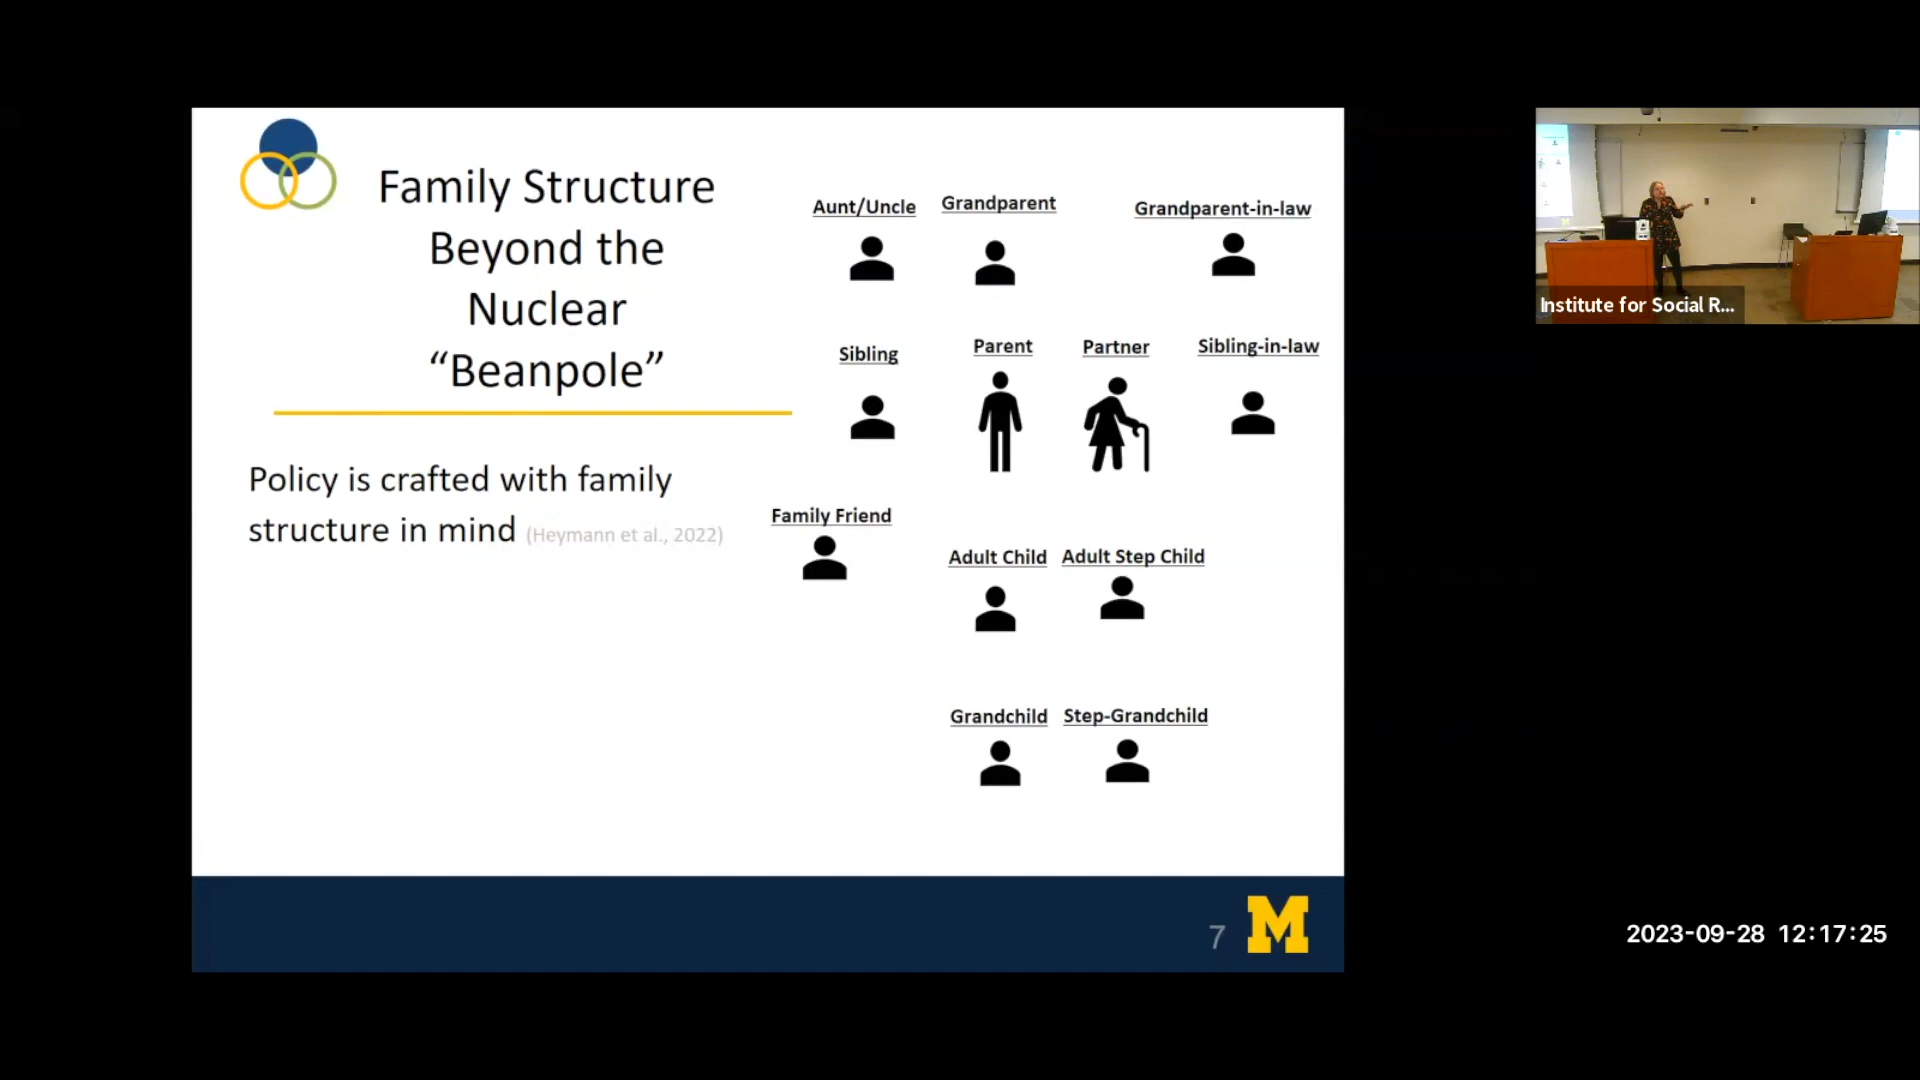 Family Structure
Beyond the
Nuclear
“Beanpole”
Policy is crafted with family
structure in mind (Heymann et al., 2022)
Aunt/Uncle
Grandparent
Grandparent-in-law
Sibling
Parent
Partner
Sibling-in-law
Family Friend
Adult Child
Adult Step Child
Grandchild
Step-Grandchild
7
M
Institute for Social R...
2023-09-28 12:17:25